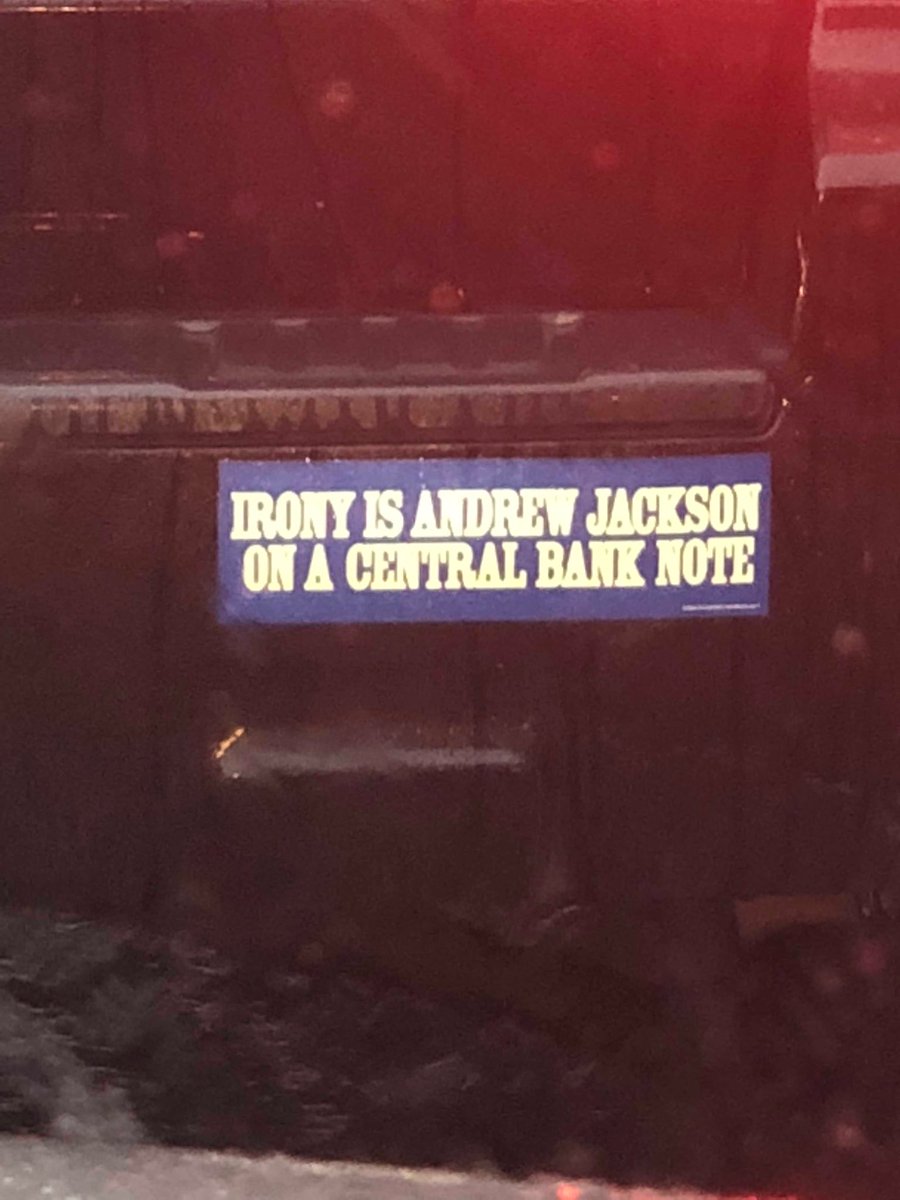 IRONY IS ANDREW JACKSON
ON A CENTRAL BANK NOTE